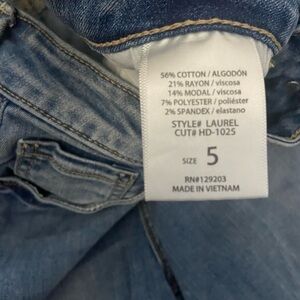 56% COTTON / ALGODÓN
21% RAYON / viscosa
14% MODAL / viscosa
7% POLYESTER / poliéster
2% SPANDEX / elastano
STYLE# LAUREL
CUT# HD-1025
SIZE 5
RN#129203
MADE IN VIETNAM